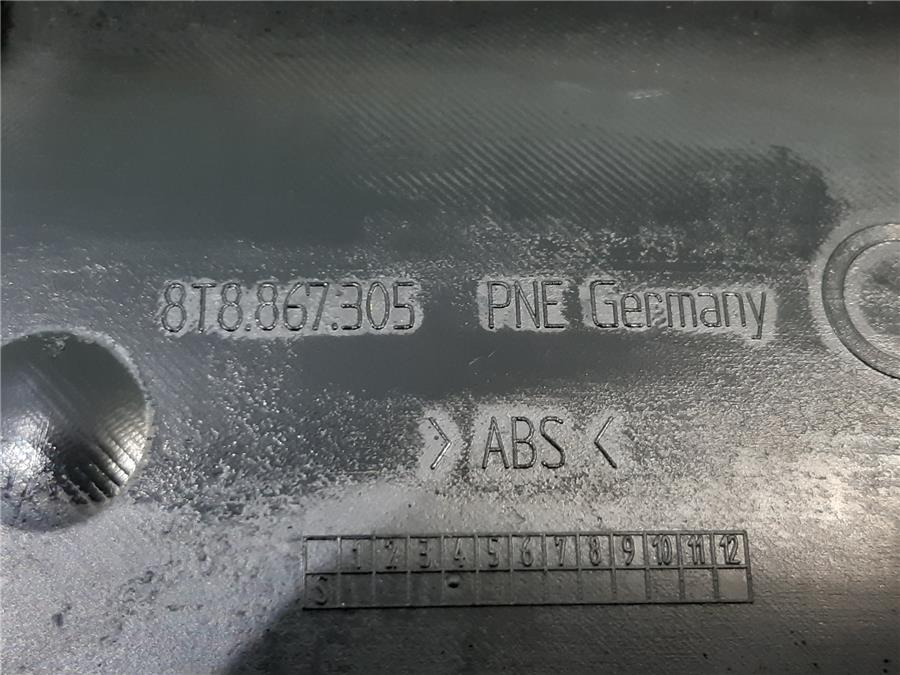 8T8.867.305 PNE Germany
> ABS <
1 2 3 4 5 6 7 8 9 10 11 12
S